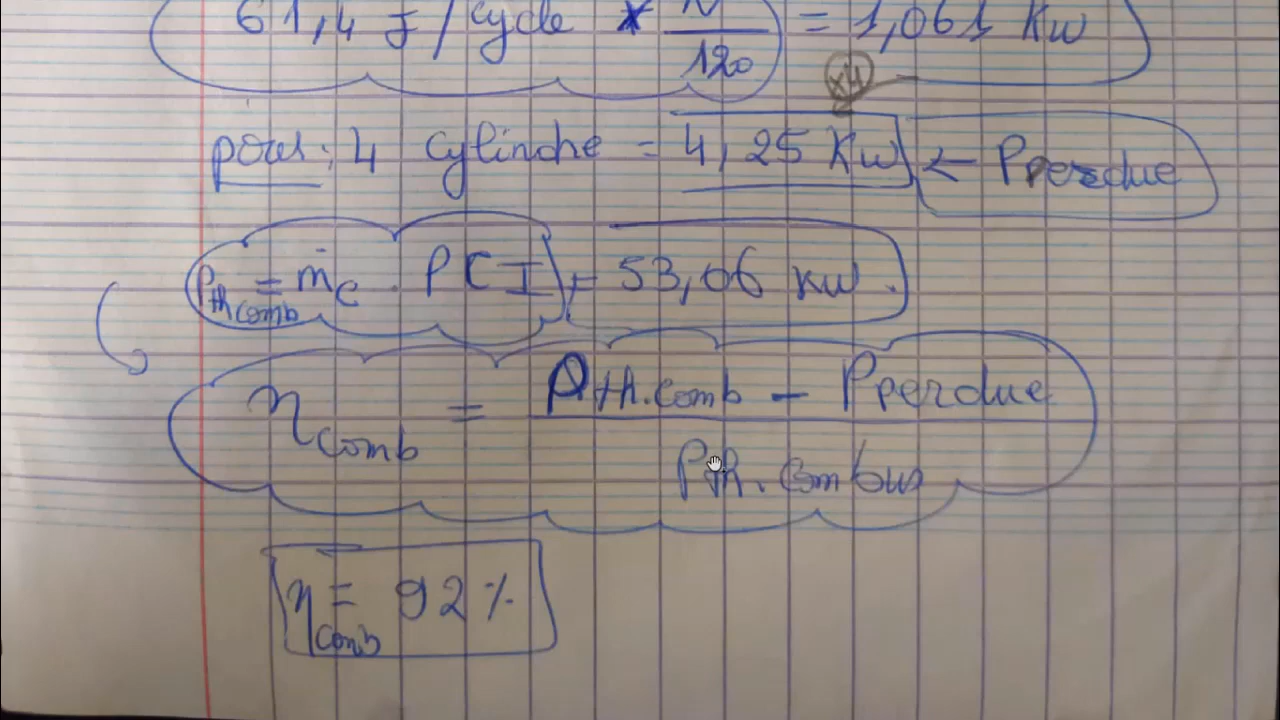 61,4 J/cycle * N/120 = 1,061 Kw
x4
pour: 4 cylindre = 4,25 Kw ← Pperdue
Pth comb = ṁc . PCI = 53,06 kw.
ηcomb = Pth.comb - Pperdue
Pth. combus
ηcomb = 92 %